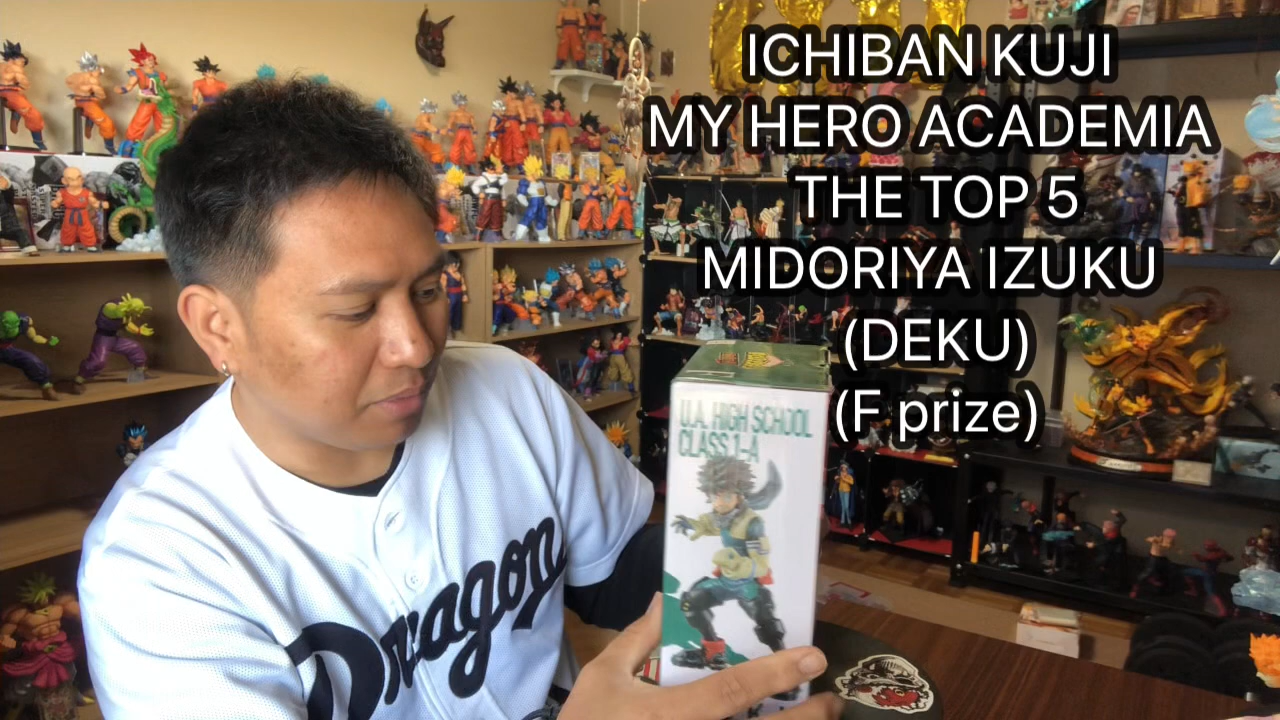 ICHIBAN KUJI
MY HERO ACADEMIA
THE TOP 5
MIDORIYA IZUKU
(DEKU)
(F prize)
U.A. HIGH SCHOOL
CLASS 1-A
Dragons